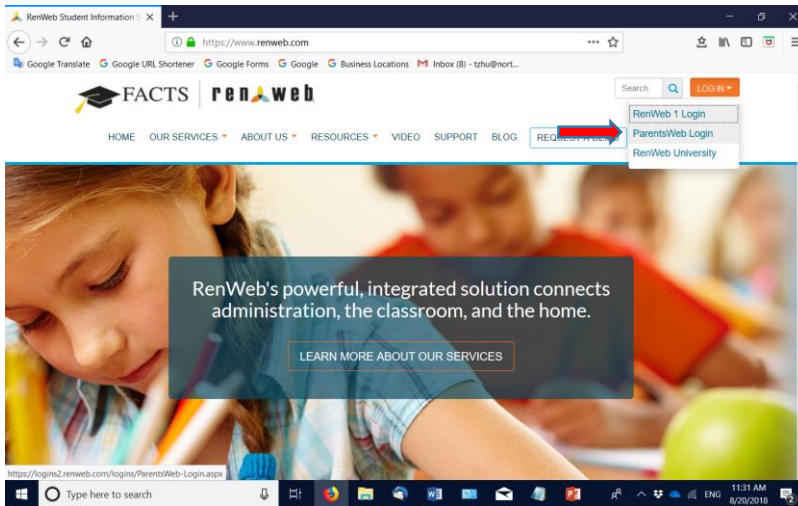 RenWeb Student Information S
https://www.renweb.com
Google Translate Google URL Shortener Google Forms Google Business Locations Inbox (8) - tzhu@nort...
FACTS renweb
Search LOG IN
RenWeb 1 Login
ParentsWeb Login
RenWeb University
HOME OUR SERVICES ABOUT US RESOURCES VIDEO SUPPORT BLOG
RenWeb's powerful, integrated solution connects
administration, the classroom, and the home.
LEARN MORE ABOUT OUR SERVICES
https://logins2.renweb.com/logins/ParentsWeb-Login.aspx
Type here to search
ENG
11:31 AM
8/20/2018